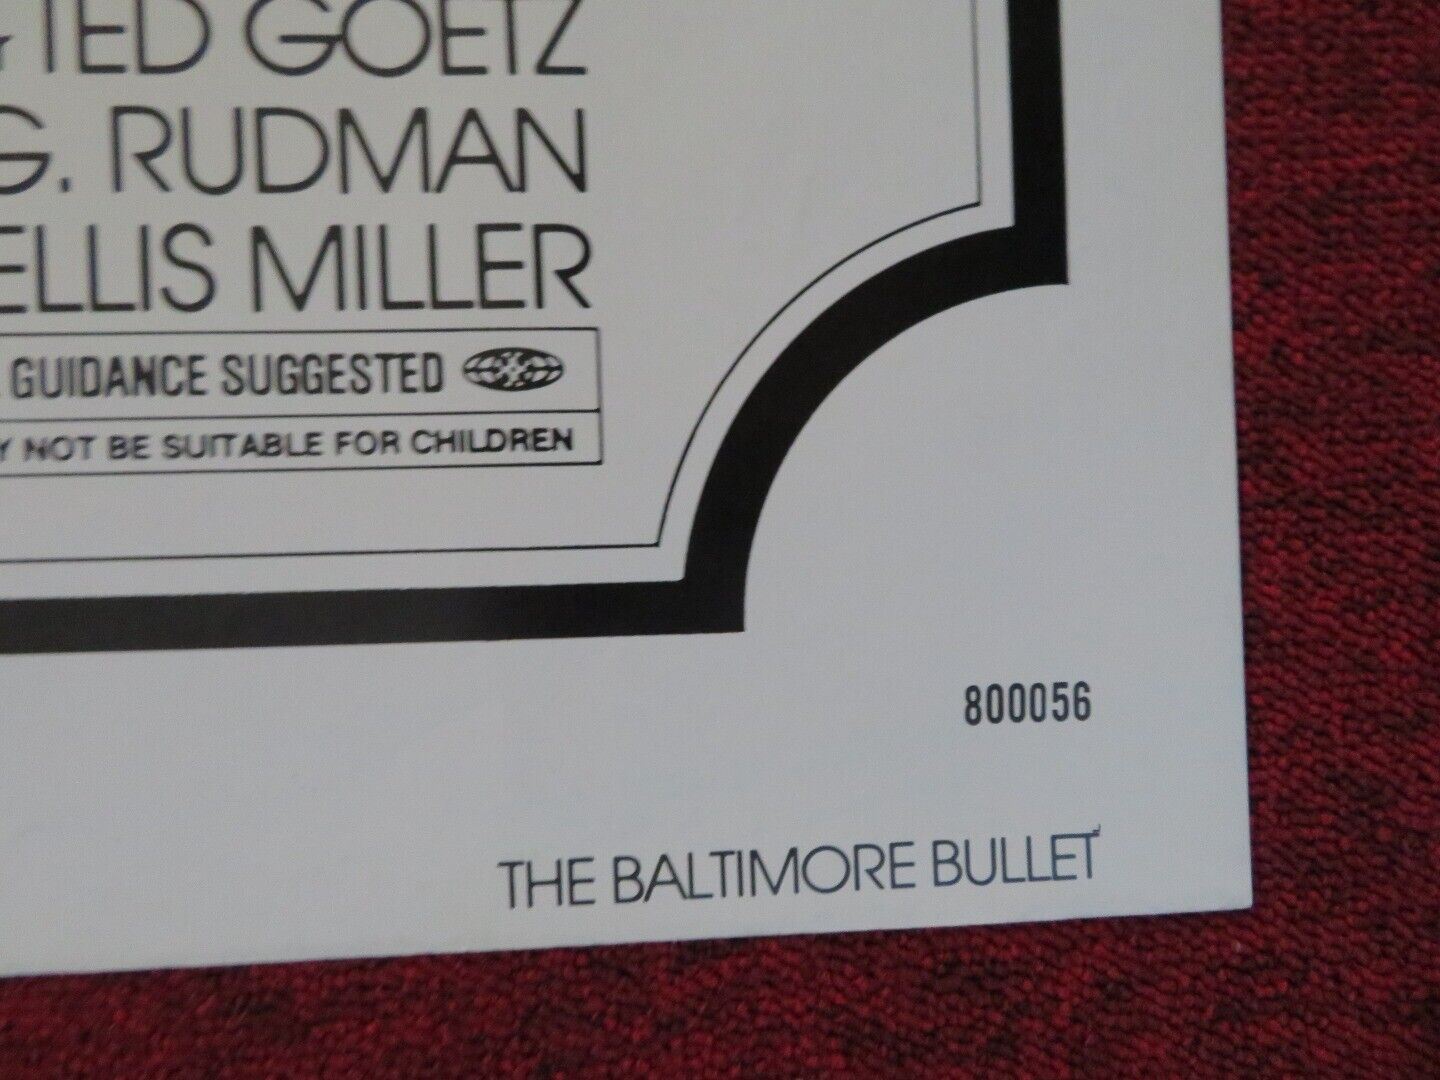 TED GOETZ
G. RUDMAN
ELLIS MILLER
GUIDANCE SUGGESTED
NOT BE SUITABLE FOR CHILDREN
800056
THE BALTIMORE BULLET